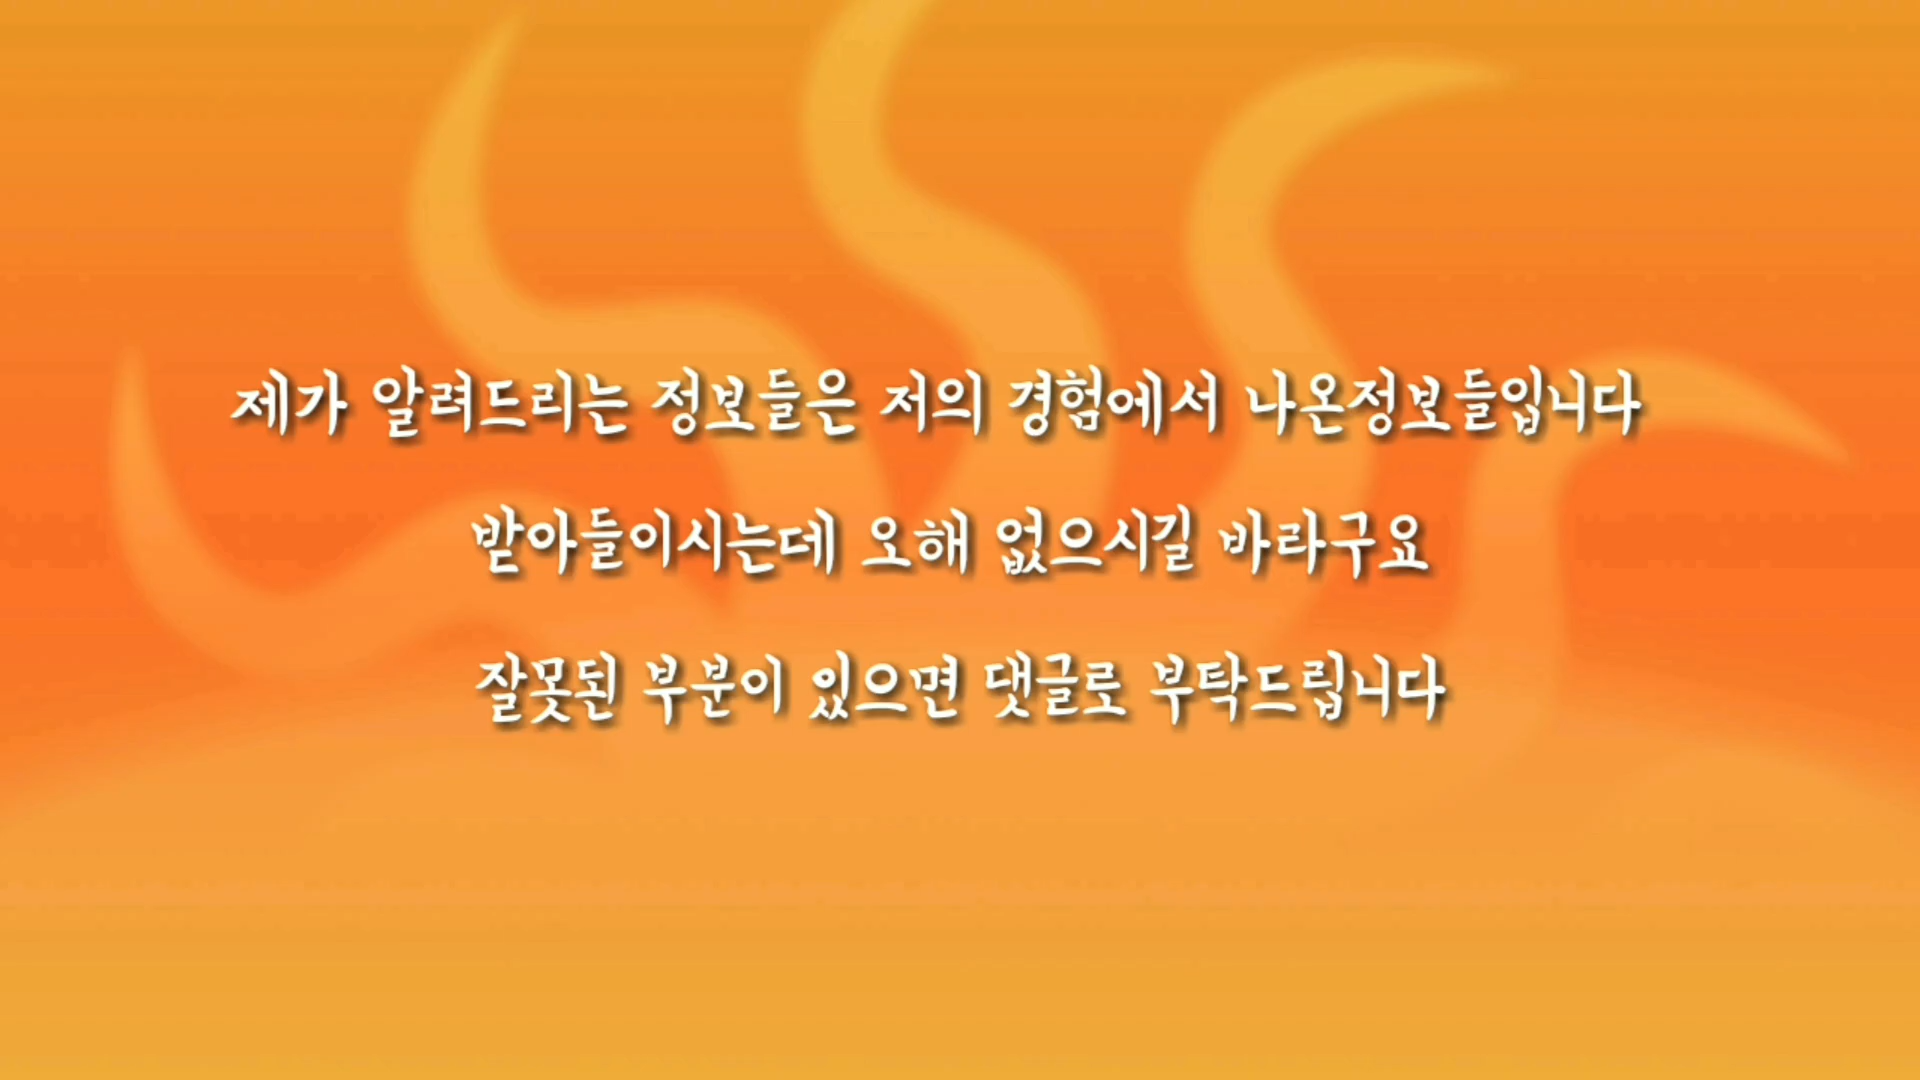 제가 알려드리는 정보들은 저의 경험에서 나온정보들입니다
받아들이시는데 오해 없으시길 바라구요
잘못된 부분이 있으면 댓글로 부탁드립니다